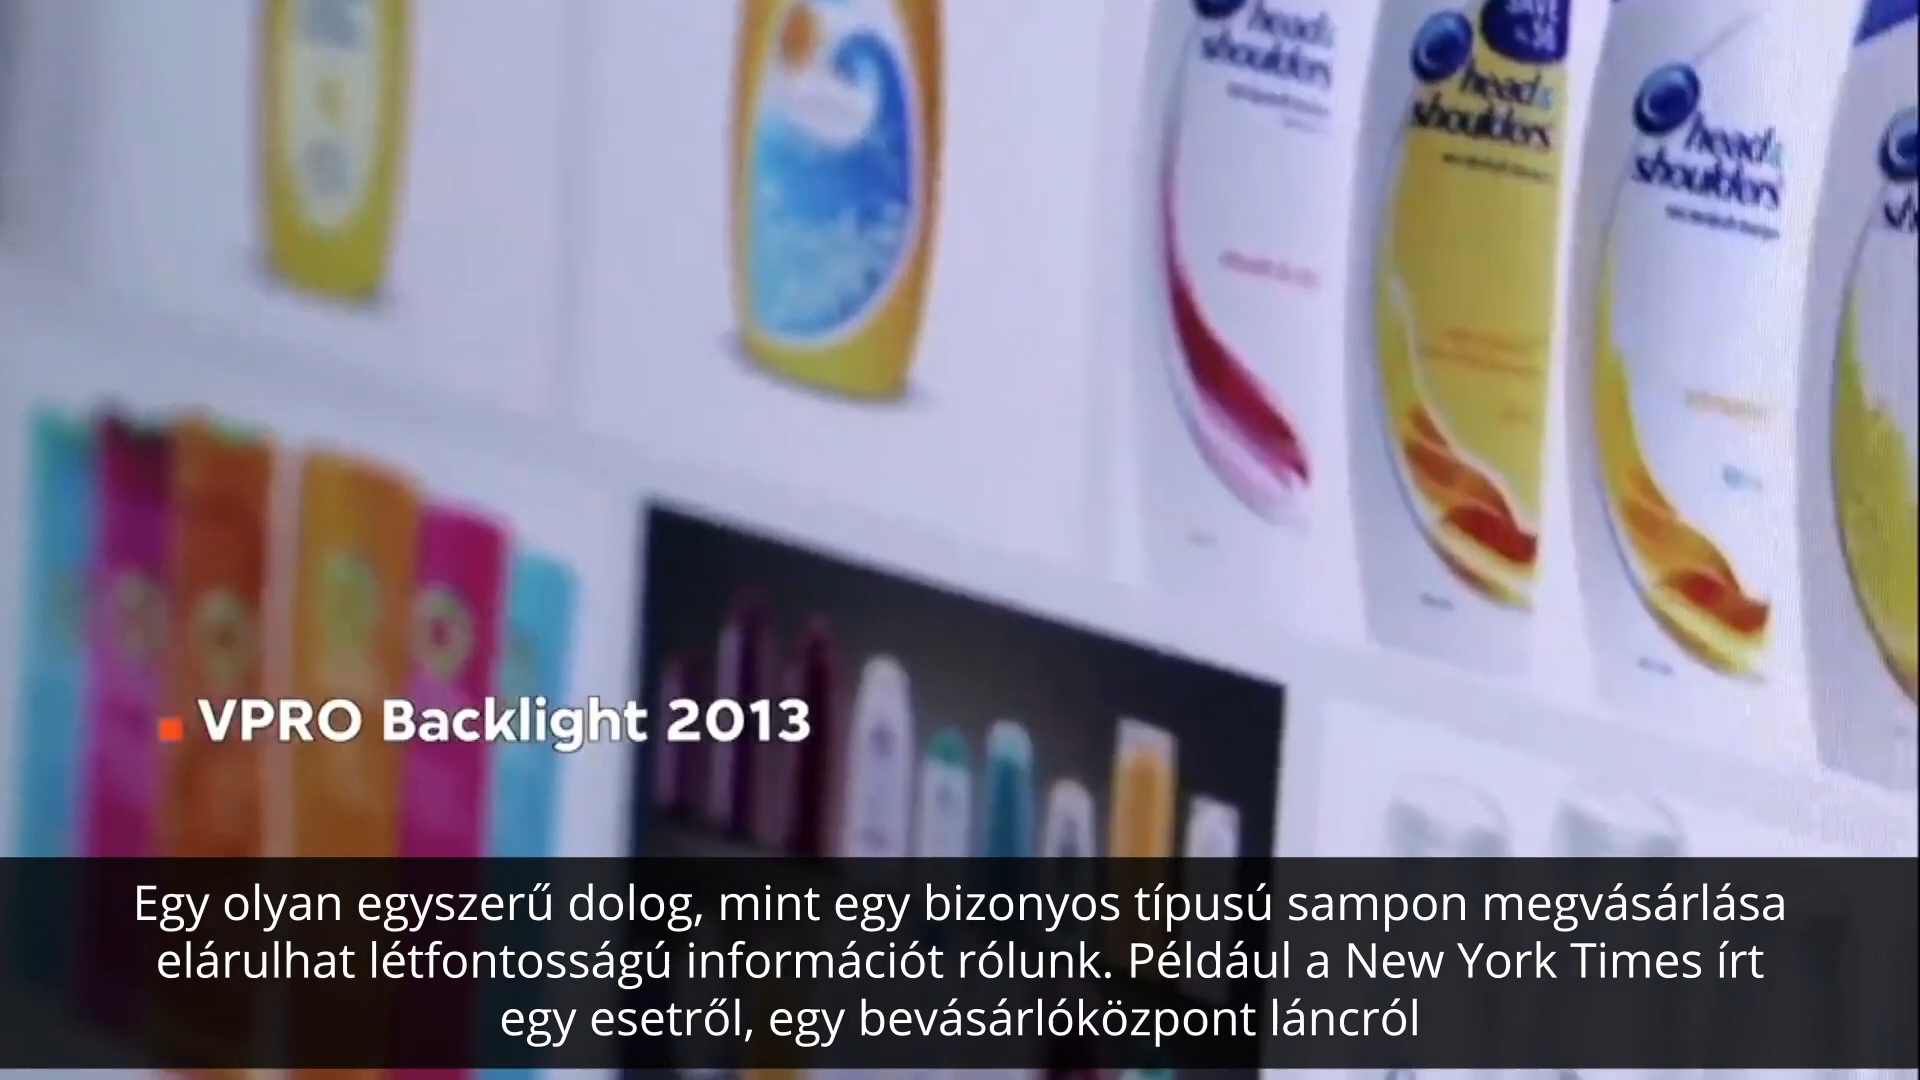 head&
shoulders
head&
shoulders
head&
shoulders
VPRO Backlight 2013
Egy olyan egyszerű dolog, mint egy bizonyos típusú sampon megvásárlása
elárulhat létfontosságú információt rólunk. Például a New York Times írt
egy esetről, egy bevásárlóközpont láncról